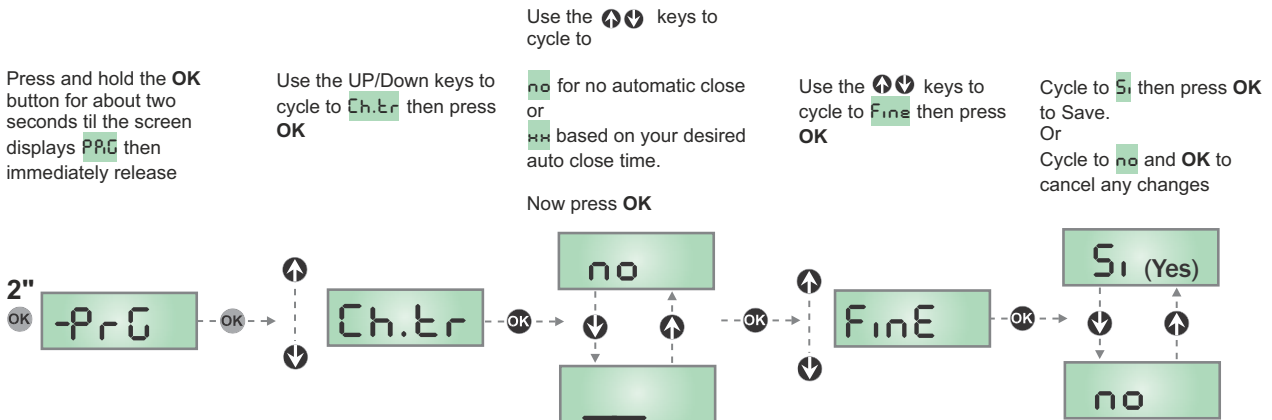 Press and hold the OK
button for about two
seconds til the screen
displays PRG then
immediately release
Use the UP/Down keys to
cycle to Ch.tr then press
OK
Use the keys to
cycle to
no for no automatic close
or
xx based on your desired
auto close time.
Now press OK
Use the keys to
cycle to FinE then press
OK
Cycle to Si then press OK
to Save.
Or
Cycle to no and OK to
cancel any changes
2"
OK
-PrG
OK
Ch.tr
OK
no
OK
FinE
OK
Si (Yes)
no